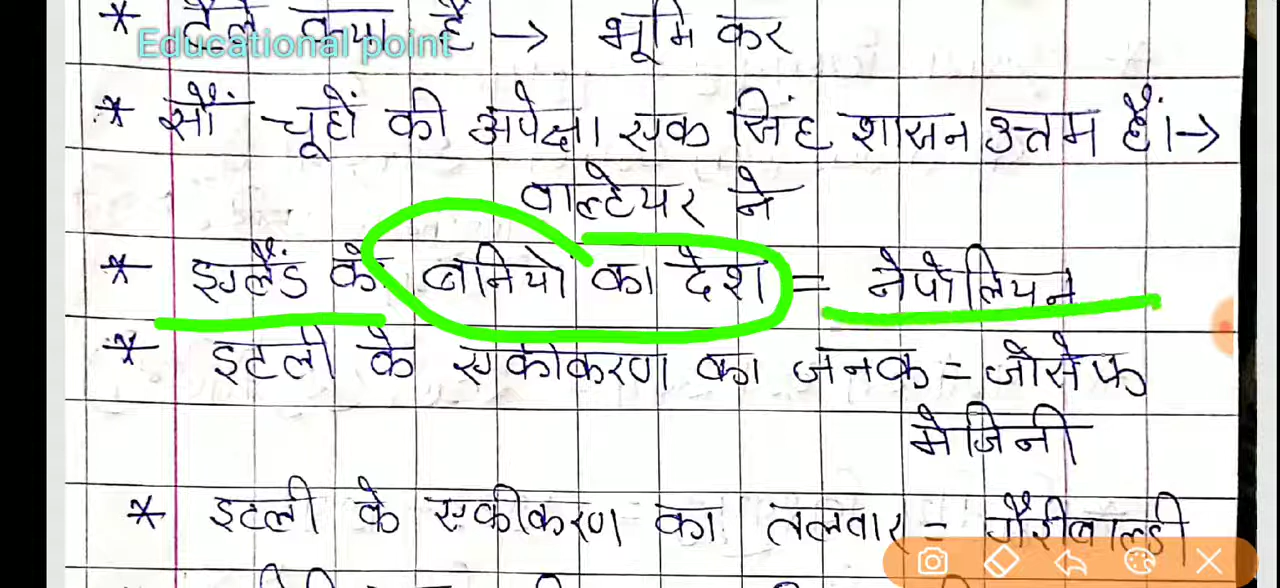 * टेले क्या है → भूमि कर
Educational point
* सौं चूहों की अपेक्षा एक सिंह शासन उत्तम हैं।→
वाल्टेयर ने
* इग्लैंड के बनियो का देश = नेपोलियन
* इटली के एकीकरण का जनक = जोसेफ
मेजिनी
* इटली के एकीकरण का तलवार = गैरीबाल्डी